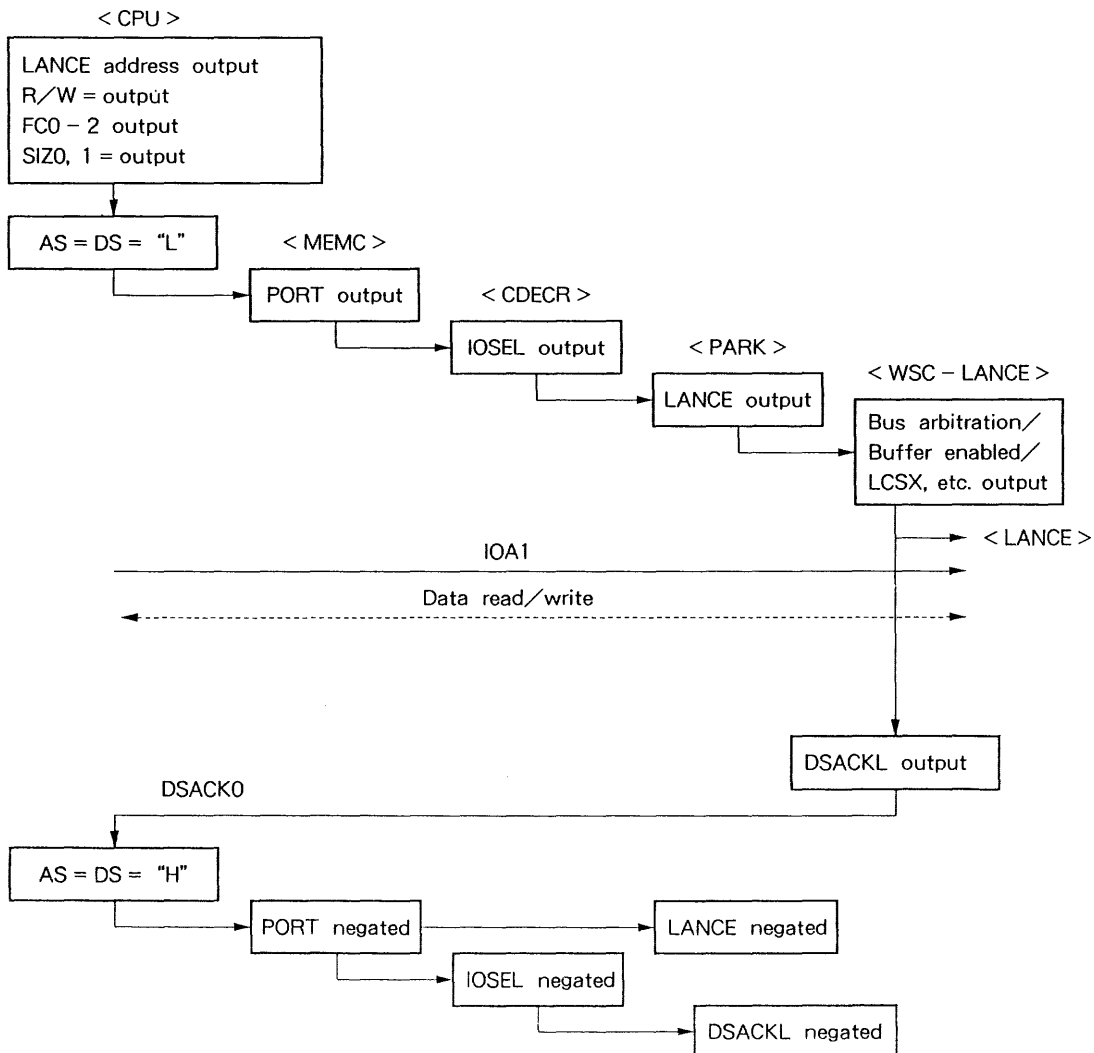 < CPU >
LANCE address output
R/W = output
FC0 - 2 output
SIZ0, 1 = output
AS = DS = "L"
< MEMC >
PORT output
< CDECR >
IOSEL output
< PARK >
LANCE output
< WSC - LANCE >
Bus arbitration/
Buffer enabled/
LCSX, etc. output
< LANCE >
IOA1
Data read/write
DSACKL output
DSACK0
AS = DS = "H"
PORT negated
LANCE negated
IOSEL negated
DSACKL negated